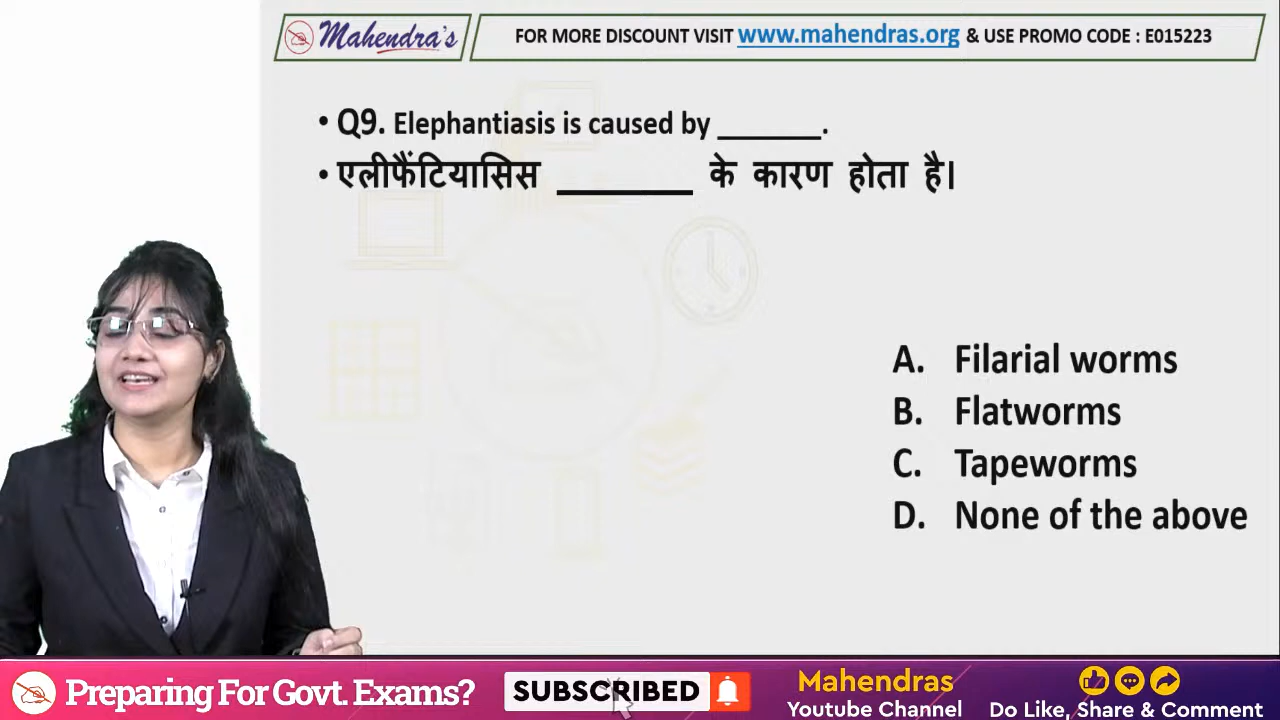 Mahendra's
FOR MORE DISCOUNT VISIT www.mahendras.org & USE PROMO CODE : E015223
• Q9. Elephantiasis is caused by _______.
• एलीफैंटियासिस ________ के कारण होता है।
A. Filarial worms
B. Flatworms
C. Tapeworms
D. None of the above
Preparing For Govt. Exams?
SUBSCRIBED
Mahendras
Youtube Channel
Do Like, Share & Comment